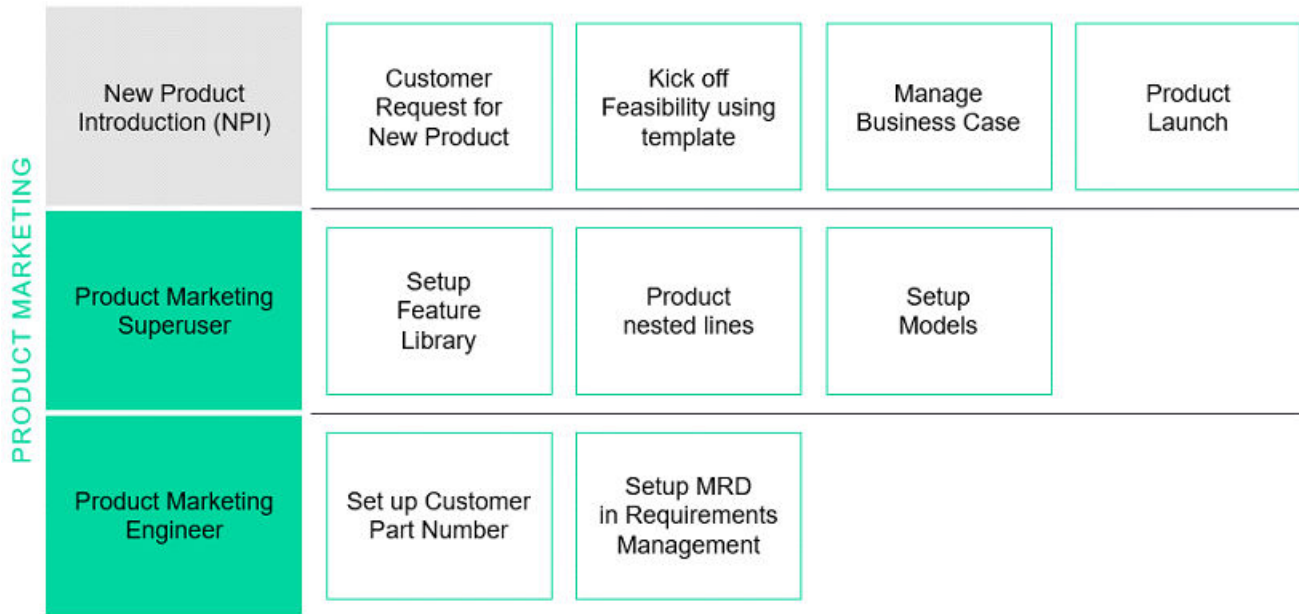 PRODUCT MARKETING
New Product
Introduction (NPI)
Customer
Request for
New Product
Kick off
Feasibility using
template
Manage
Business Case
Product
Launch
Product Marketing
Superuser
Setup
Feature
Library
Product
nested lines
Setup
Models
Product Marketing
Engineer
Set up Customer
Part Number
Setup MRD
in Requirements
Management